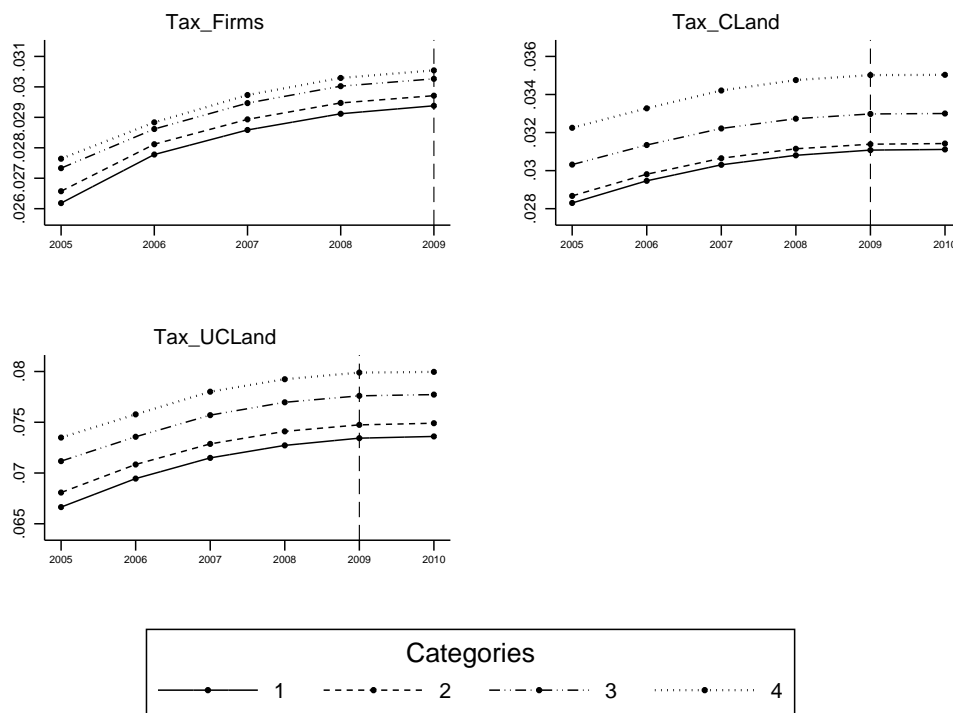 Tax_Firms
.026 .027 .028 .029 .03 .031
2005 2006 2007 2008 2009
Tax_CLand
.028 .03 .032 .034 .036
2005 2006 2007 2008 2009 2010
Tax_UCLand
.065 .07 .075 .08
2005 2006 2007 2008 2009 2010
Categories
1 2 3 4